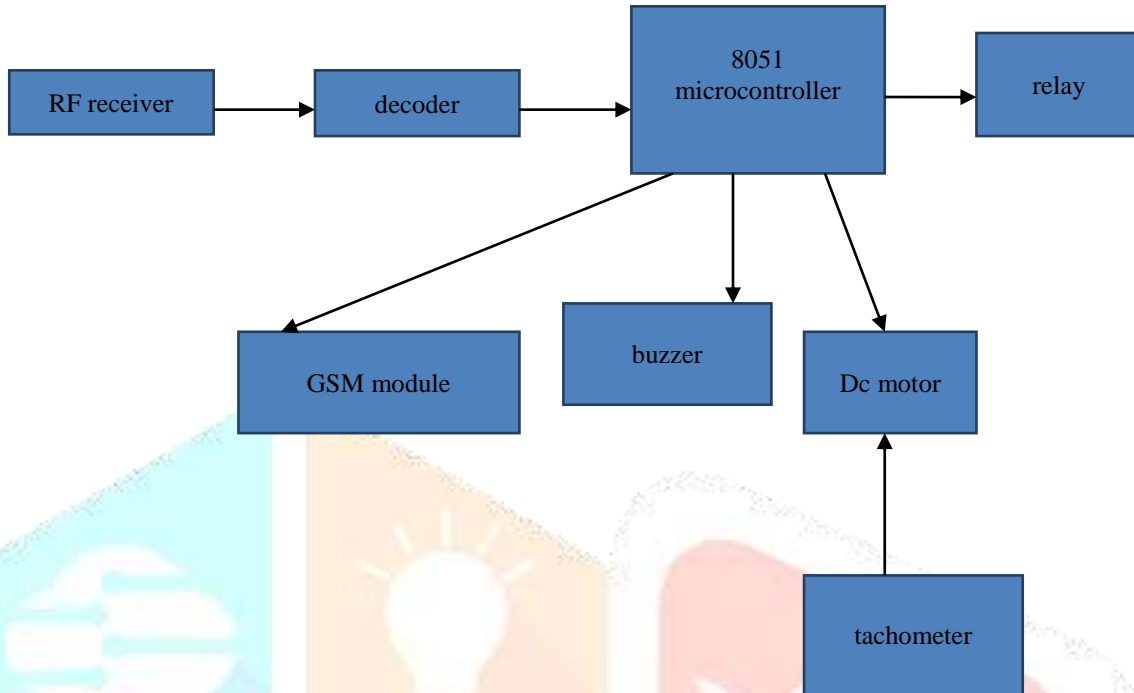 RF receiver
decoder
8051
microcontroller
relay
GSM module
buzzer
Dc motor
tachometer